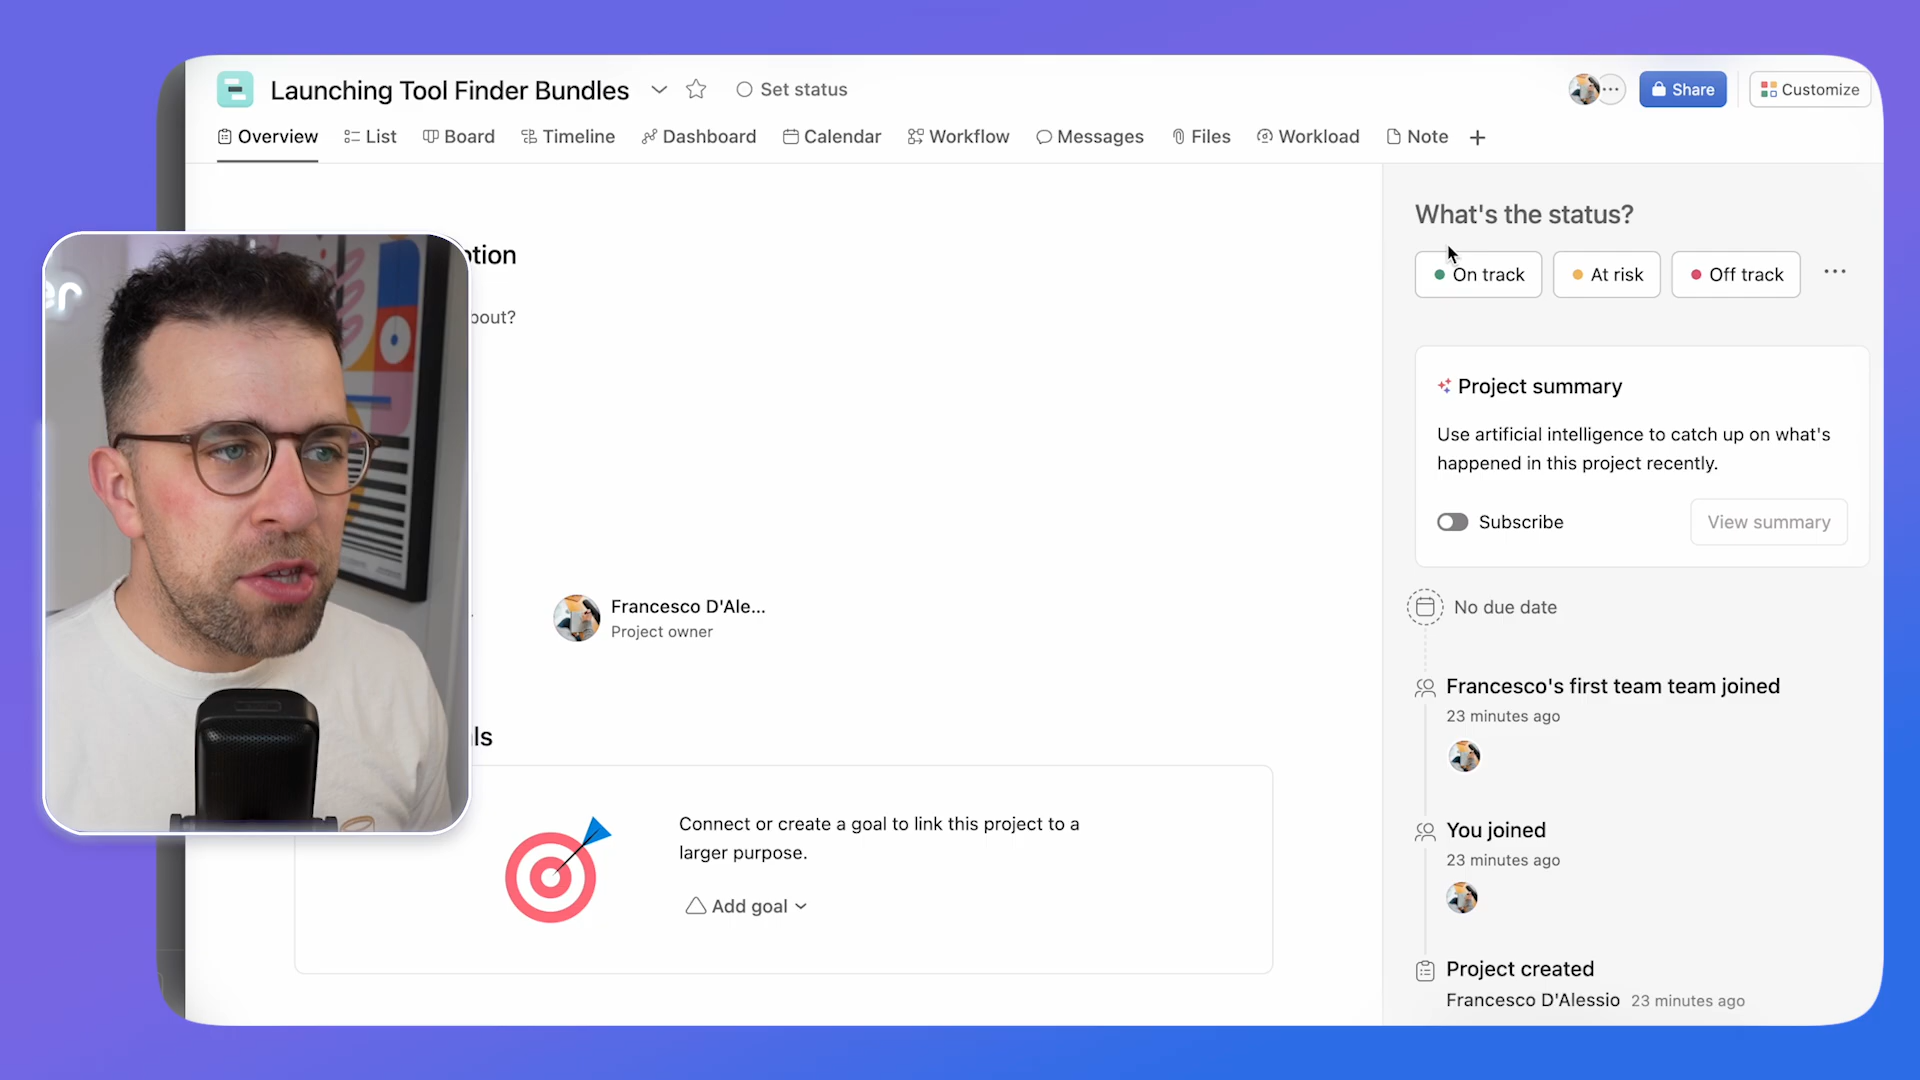 Launching Tool Finder Bundles
Set status
Share
Customize
Overview
List
Board
Timeline
Dashboard
Calendar
Workflow
Messages
Files
Workload
Note
er
ption
bout?
Francesco D'Ale...
Project owner
ls
Connect or create a goal to link this project to a
larger purpose.
Add goal
What's the status?
On track
At risk
Off track
Project summary
Use artificial intelligence to catch up on what's
happened in this project recently.
Subscribe
View summary
No due date
Francesco's first team team joined
23 minutes ago
You joined
23 minutes ago
Project created
Francesco D'Alessio 23 minutes ago